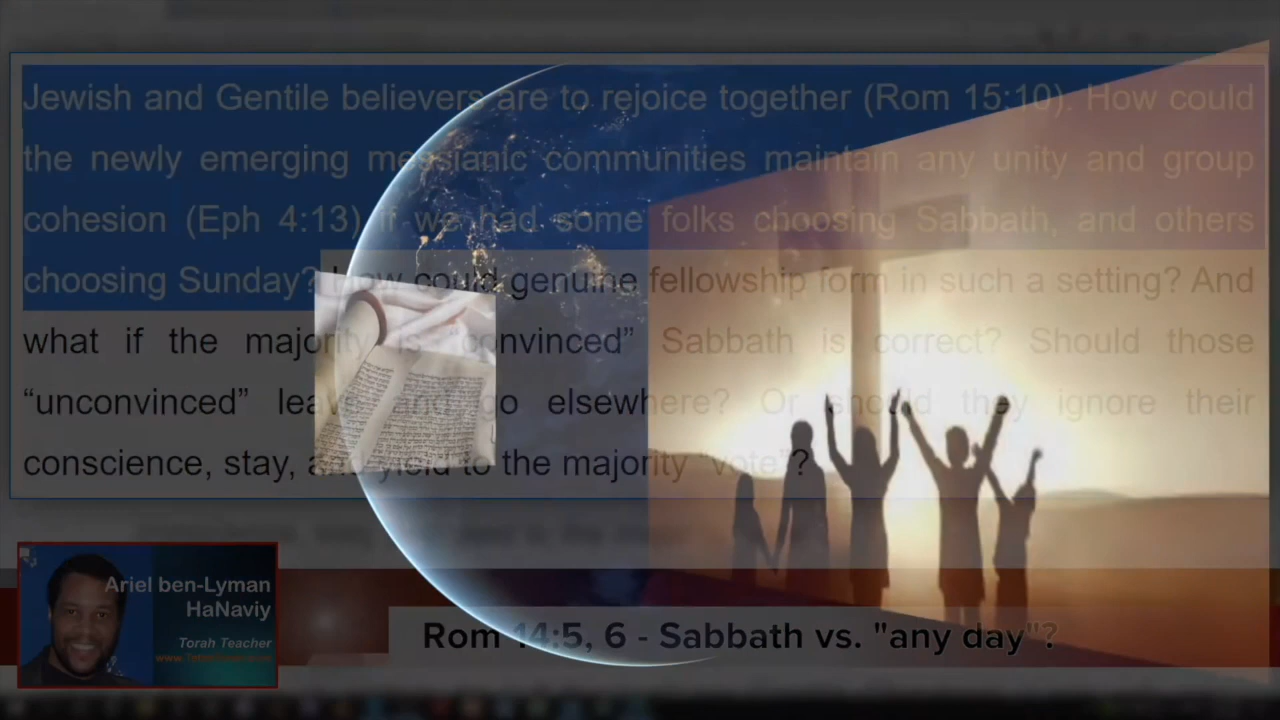 Jewish and Gentile believers are to rejoice together (Rom 15:10). How could
the newly emerging messianic communities maintain any unity and group
cohesion (Eph 4:13) if we had some folks choosing Sabbath, and others
choosing Sunday? How could genuine fellowship form in such a setting? And
what if the majority is “convinced” Sabbath is correct? Should those
“unconvinced” leave and go elsewhere? Or should they ignore their
conscience, stay, and yield to the majority “vote”?
Ariel ben-Lyman
HaNaviy
Torah Teacher
Rom 14:5, 6 - Sabbath vs. "any day"?